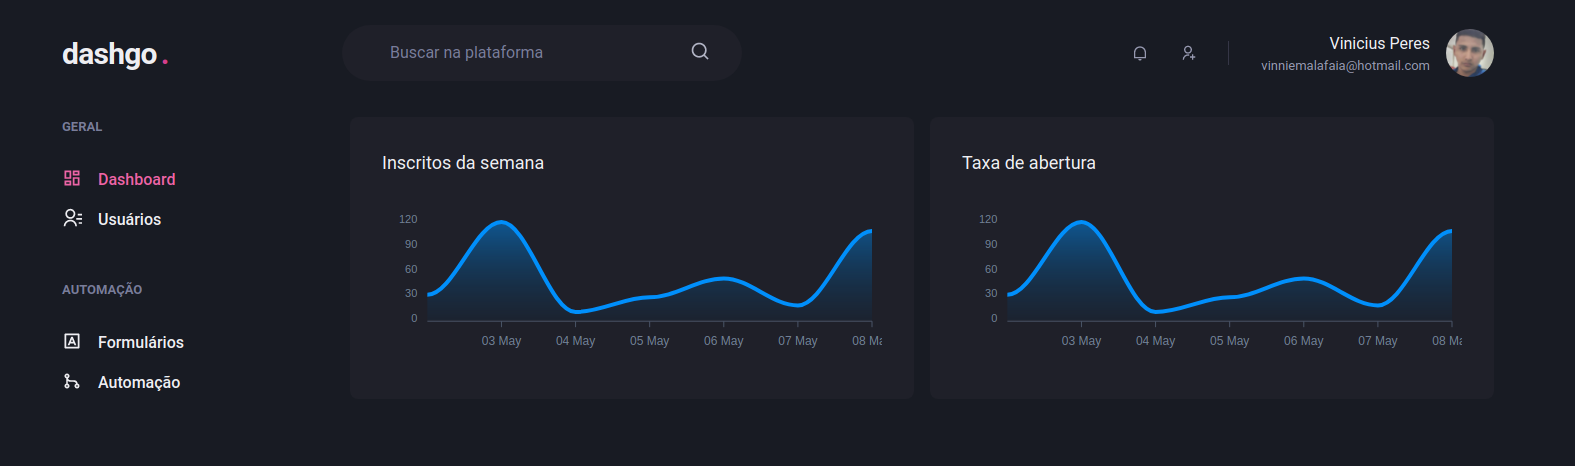 dashgo.
Buscar na plataforma
Vinicius Peres
vinniemalafaia@hotmail.com
GERAL
Dashboard
Usuários
AUTOMAÇÃO
Formulários
Automação
Inscritos da semana
120
90
60
30
0
03 May 04 May 05 May 06 May 07 May 08 Ma
Taxa de abertura
120
90
60
30
0
03 May 04 May 05 May 06 May 07 May 08 Ma